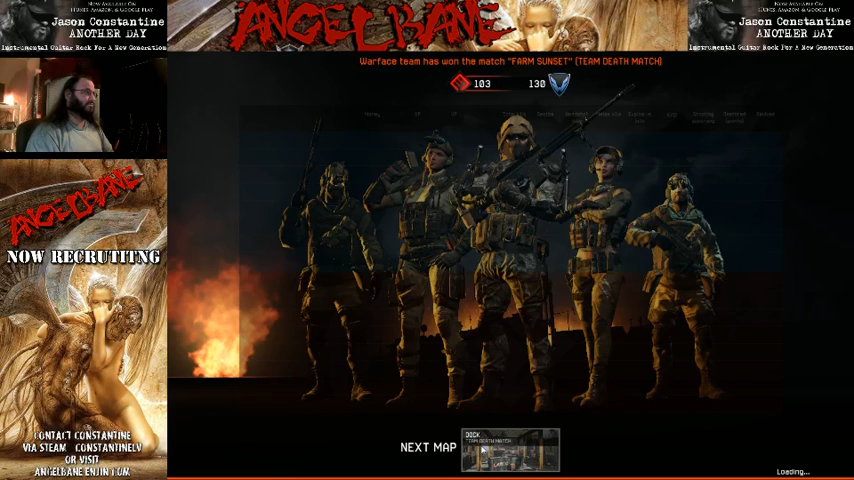 NOW AVAILABLE ON
ITUNES, AMAZON, & GOOGLE PLAY
Jason Constantine
ANOTHER DAY
Instrumental Guitar Rock For A New Generation
ANGELBANE
NOW AVAILABLE ON
ITUNES, AMAZON, & GOOGLE PLAY
Jason Constantine
ANOTHER DAY
Instrumental Guitar Rock For A New Generation
Warface team has won the match "FARM SUNSET" (TEAM DEATH MATCH)
103 130
ANGELBANE
NOW RECRUITITNG
CONTACT CONSTANTINE
VIA STEAM CONSTANTINELV
OR VISIT
ANGELBANE.ENJIN.COM
NEXT MAP
DOCK
TEAM DEATH MATCH
Loading...